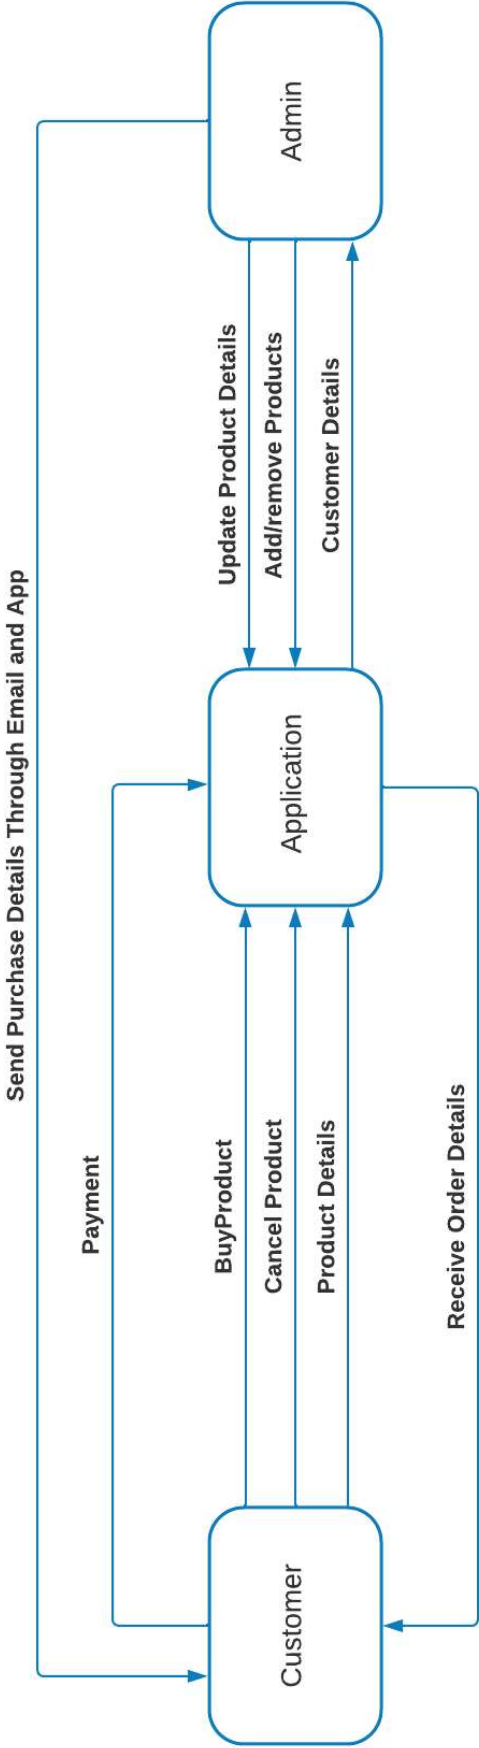 Send Purchase Details Through Email and App
Payment
BuyProduct
Cancel Product
Product Details
Update Product Details
Add/remove Products
Customer Details
Customer
Application
Admin
Receive Order Details